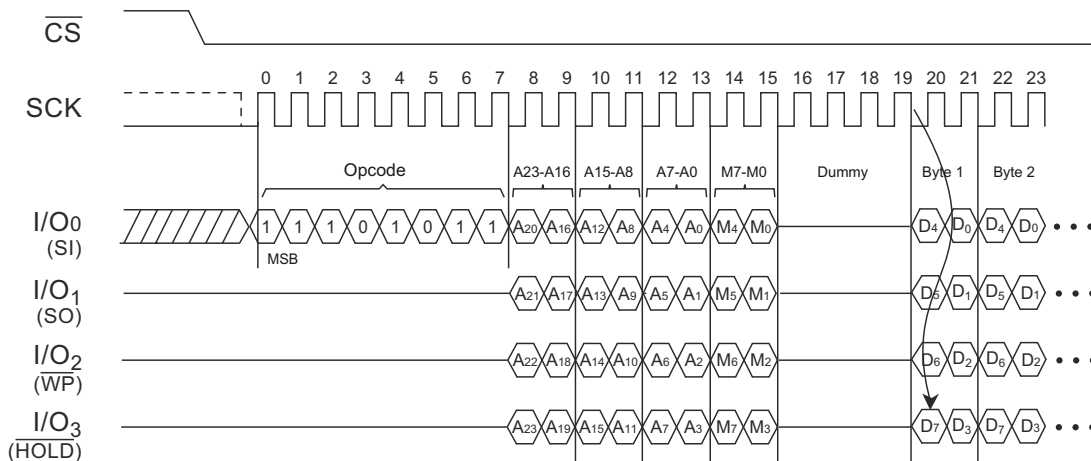 CS
SCK
0 1 2 3 4 5 6 7 8 9 10 11 12 13 14 15 16 17 18 19 20 21 22 23
Opcode A23-A16 A15-A8 A7-A0 M7-M0 Dummy Byte 1 Byte 2
I/O0 1 1 1 0 1 0 1 1 A20 A16 A12 A8 A4 A0 M4 M0 D4 D0 D4 D0 • • •
(SI)
MSB
I/O1 A21 A17 A13 A9 A5 A1 M5 M1 D5 D1 D5 D1 • • •
(SO)
I/O2 A22 A18 A14 A10 A6 A2 M6 M2 D6 D2 D6 D2 • • •
(WP)
I/O3 A23 A19 A15 A11 A7 A3 M7 M3 D7 D3 D7 D3 • • •
(HOLD)